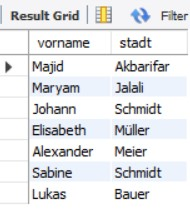 Result Grid Filter
vorname stadt
Majid Akbarifar
Maryam Jalali
Johann Schmidt
Elisabeth Müller
Alexander Meier
Sabine Schmidt
Lukas Bauer